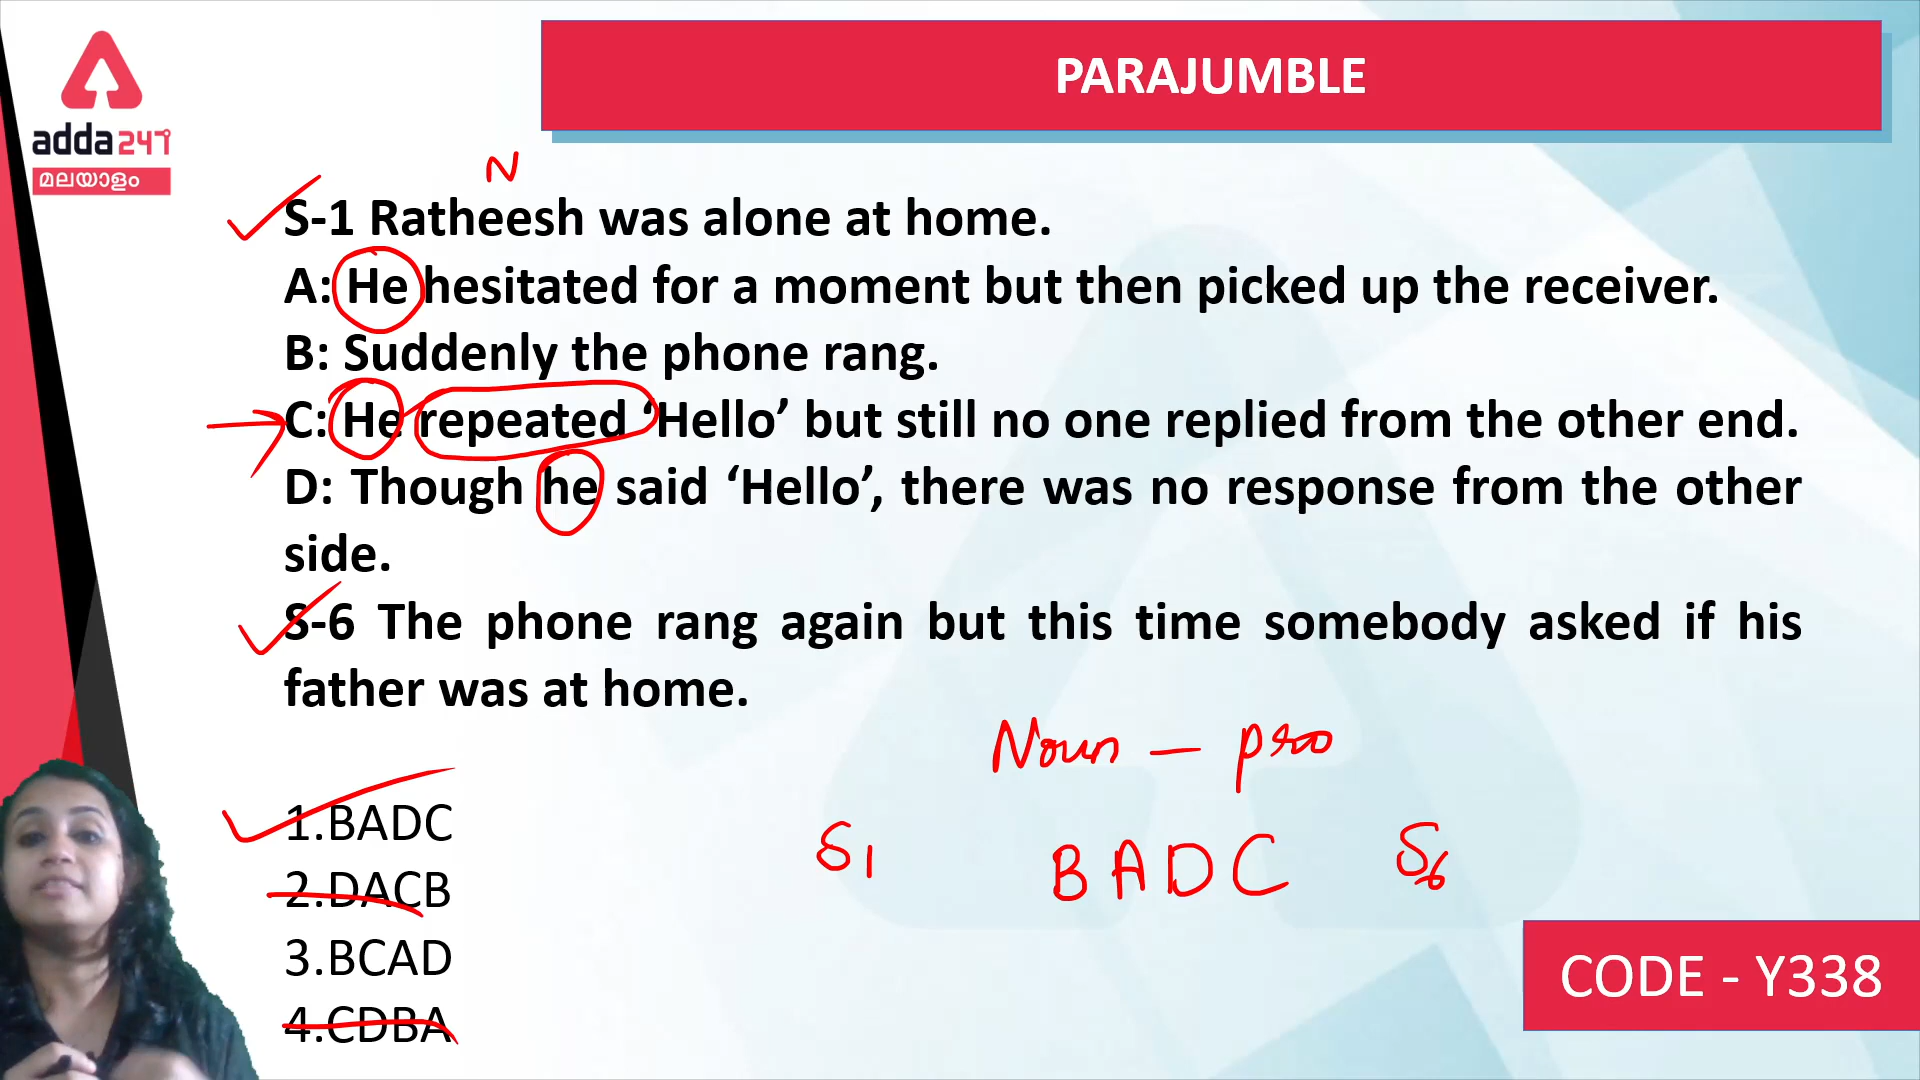 PARAJUMBLE
adda247
മലയാളം
N
S-1 Ratheesh was alone at home.
A: He hesitated for a moment but then picked up the receiver.
B: Suddenly the phone rang.
C: He repeated ‘Hello’ but still no one replied from the other end.
D: Though he said ‘Hello’, there was no response from the other
side.
S-6 The phone rang again but this time somebody asked if his
father was at home.
Noun — pro
1.BADC
S1 BADC S6
2.DACB
3.BCAD
4.CDBA
CODE - Y338